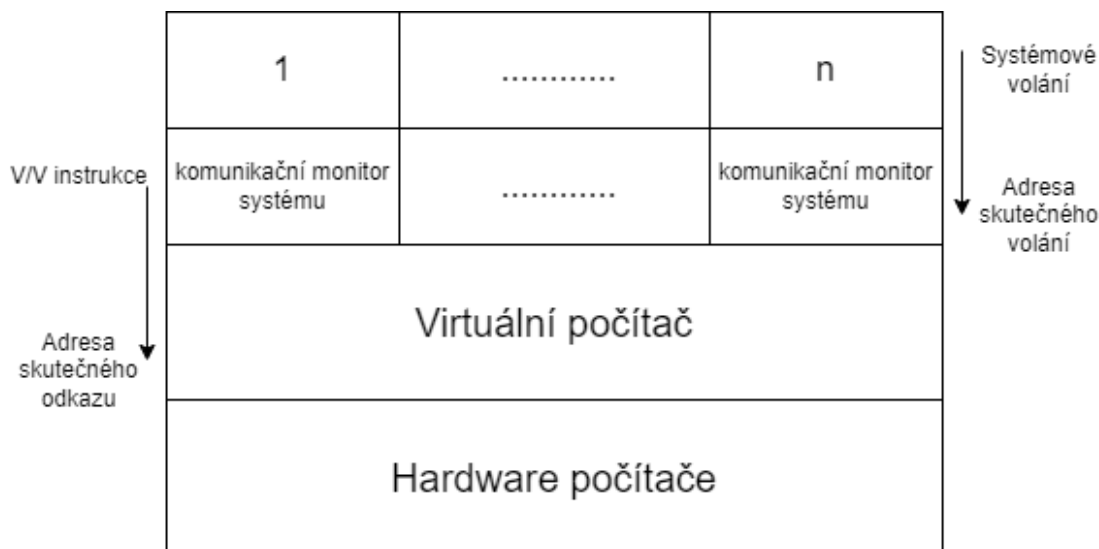 1
............
n
Systémové
volání
V/V instrukce
komunikační monitor
systému
............
komunikační monitor
systému
Adresa
skutečného
volání
Virtuální počítač
Adresa
skutečného
odkazu
Hardware počítače